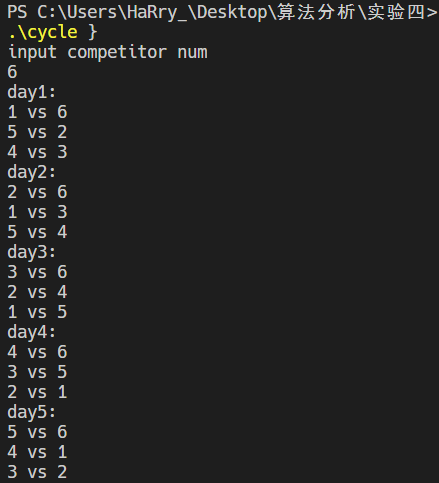 PS C:\Users\HaRry_\Desktop\算法分析\实验四>
.\cycle }
input competitor num
6
day1:
1 vs 6
5 vs 2
4 vs 3
day2:
2 vs 6
1 vs 3
5 vs 4
day3:
3 vs 6
2 vs 4
1 vs 5
day4:
4 vs 6
3 vs 5
2 vs 1
day5:
5 vs 6
4 vs 1
3 vs 2